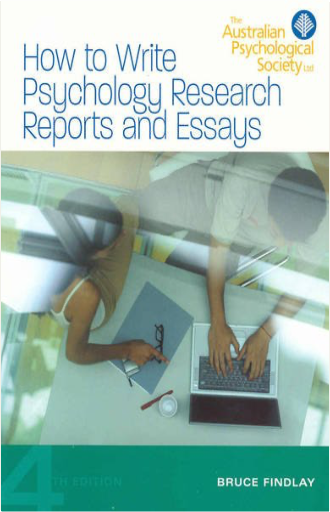 The
Australian
Psychological
Society Ltd
How to Write
Psychology Research
Reports and Essays
4TH EDITION
BRUCE FINDLAY